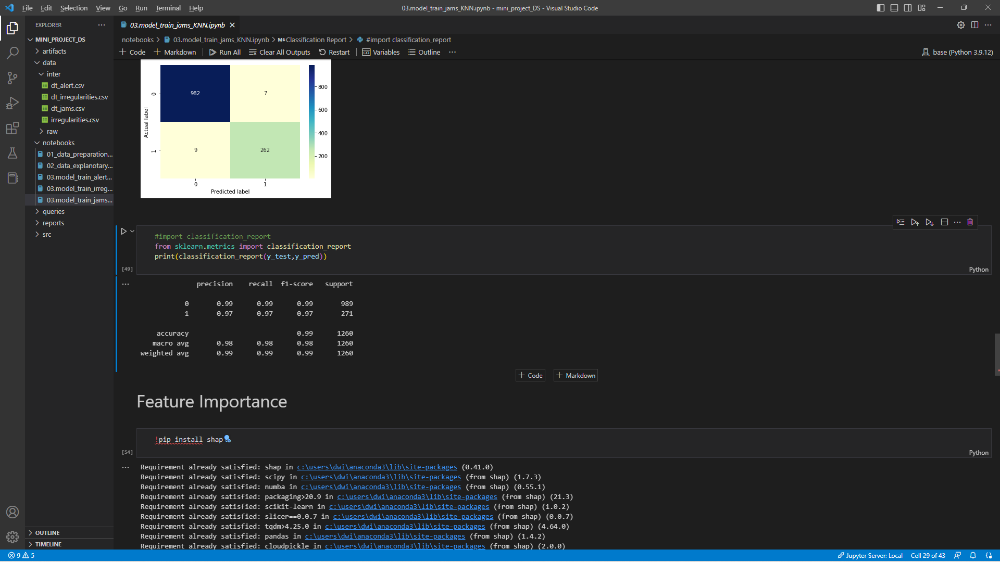 File Edit Selection View Go Run Terminal Help
03.model_train_jams_KNN.ipynb - mini_project_DS - Visual Studio Code
EXPLORER
MINI_PROJECT_DS
artifacts
data
inter
dt_alert.csv
dt_irregularities.csv
dt_jams.csv
irregularities.csv
raw
notebooks
01_data_preparation...
02_data_explanotary...
03.model_train_alert...
03.model_train_irreg...
03.model_train_jams...
queries
reports
src
OUTLINE
TIMELINE
03.model_train_jams_KNN.ipynb
notebooks > 03.model_train_jams_KNN.ipynb > M↓Classification Report > #import classification_report
+ Code + Markdown Run All Clear All Outputs Restart Variables Outline ...
base (Python 3.9.12)
982 7
9 262
0
1
Actual label
0 1
Predicted label
800
600
400
200
#import classification_report
from sklearn.metrics import classification_report
print(classification_report(y_test,y_pred))
[49]
Python
precision recall f1-score support
0 0.99 0.99 0.99 989
1 0.97 0.97 0.97 271
accuracy 0.99 1260
macro avg 0.98 0.98 0.98 1260
weighted avg 0.99 0.99 0.99 1260
+ Code + Markdown
Feature Importance
!pip install shap
[54]
Python
Requirement already satisfied: shap in c:\users\dwi\anaconda3\lib\site-packages (0.41.0)
Requirement already satisfied: scipy in c:\users\dwi\anaconda3\lib\site-packages (from shap) (1.7.3)
Requirement already satisfied: numba in c:\users\dwi\anaconda3\lib\site-packages (from shap) (0.55.1)
Requirement already satisfied: packaging>20.9 in c:\users\dwi\anaconda3\lib\site-packages (from shap) (21.3)
Requirement already satisfied: scikit-learn in c:\users\dwi\anaconda3\lib\site-packages (from shap) (1.0.2)
Requirement already satisfied: slicer==0.0.7 in c:\users\dwi\anaconda3\lib\site-packages (from shap) (0.0.7)
Requirement already satisfied: tqdm>4.25.0 in c:\users\dwi\anaconda3\lib\site-packages (from shap) (4.64.0)
Requirement already satisfied: pandas in c:\users\dwi\anaconda3\lib\site-packages (from shap) (1.4.2)
Requirement already satisfied: cloudpickle in c:\users\dwi\anaconda3\lib\site-packages (from shap) (2.0.0)
9 5
Jupyter Server: Local Cell 29 of 43